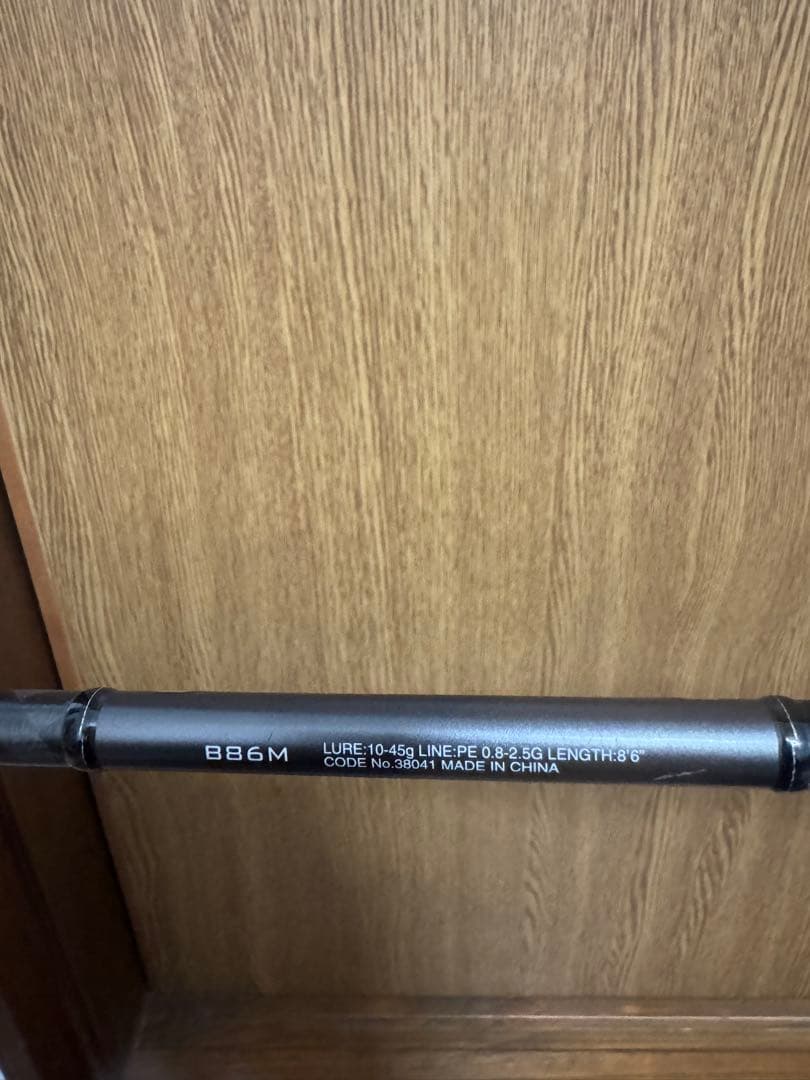 B86M
LURE:10-45g LINE:PE 0.8-2.5G LENGTH:8'6"
CODE No.38041 MADE IN CHINA